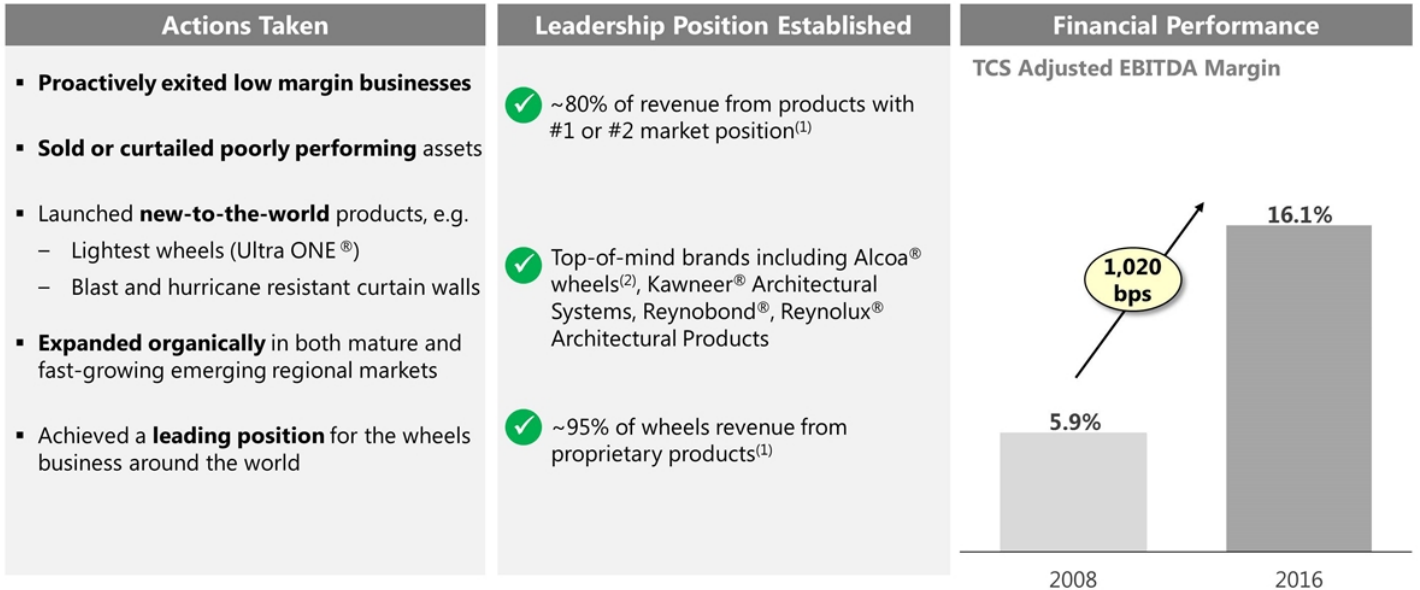 Actions Taken
▪ Proactively exited low margin businesses
▪ Sold or curtailed poorly performing assets
▪ Launched new-to-the-world products, e.g.
– Lightest wheels (Ultra ONE ®)
– Blast and hurricane resistant curtain walls
▪ Expanded organically in both mature and
fast-growing emerging regional markets
▪ Achieved a leading position for the wheels
business around the world
Leadership Position Established
~80% of revenue from products with
#1 or #2 market position(1)
Top-of-mind brands including Alcoa®
wheels(2), Kawneer® Architectural
Systems, Reynobond®, Reynolux®
Architectural Products
~95% of wheels revenue from
proprietary products(1)
Financial Performance
TCS Adjusted EBITDA Margin
16.1%
1,020
bps
5.9%
2008
2016